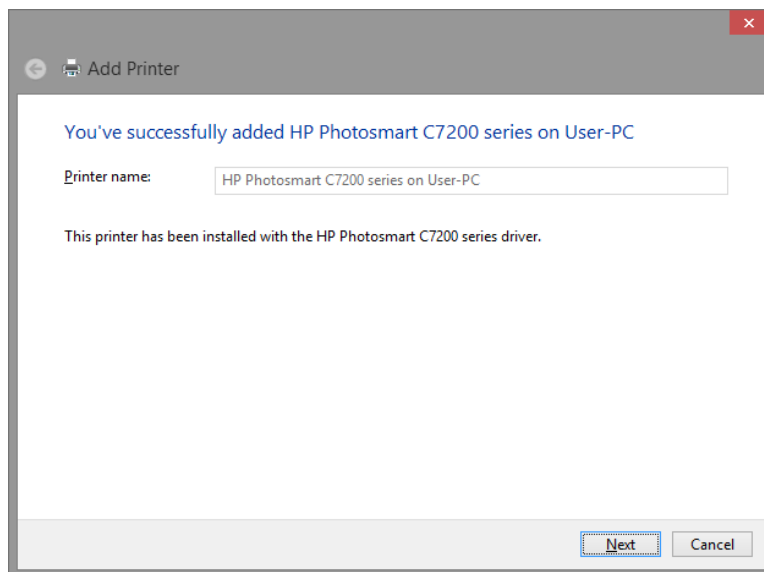 Add Printer
You've successfully added HP Photosmart C7200 series on User-PC
Printer name: HP Photosmart C7200 series on User-PC
This printer has been installed with the HP Photosmart C7200 series driver.
Next Cancel